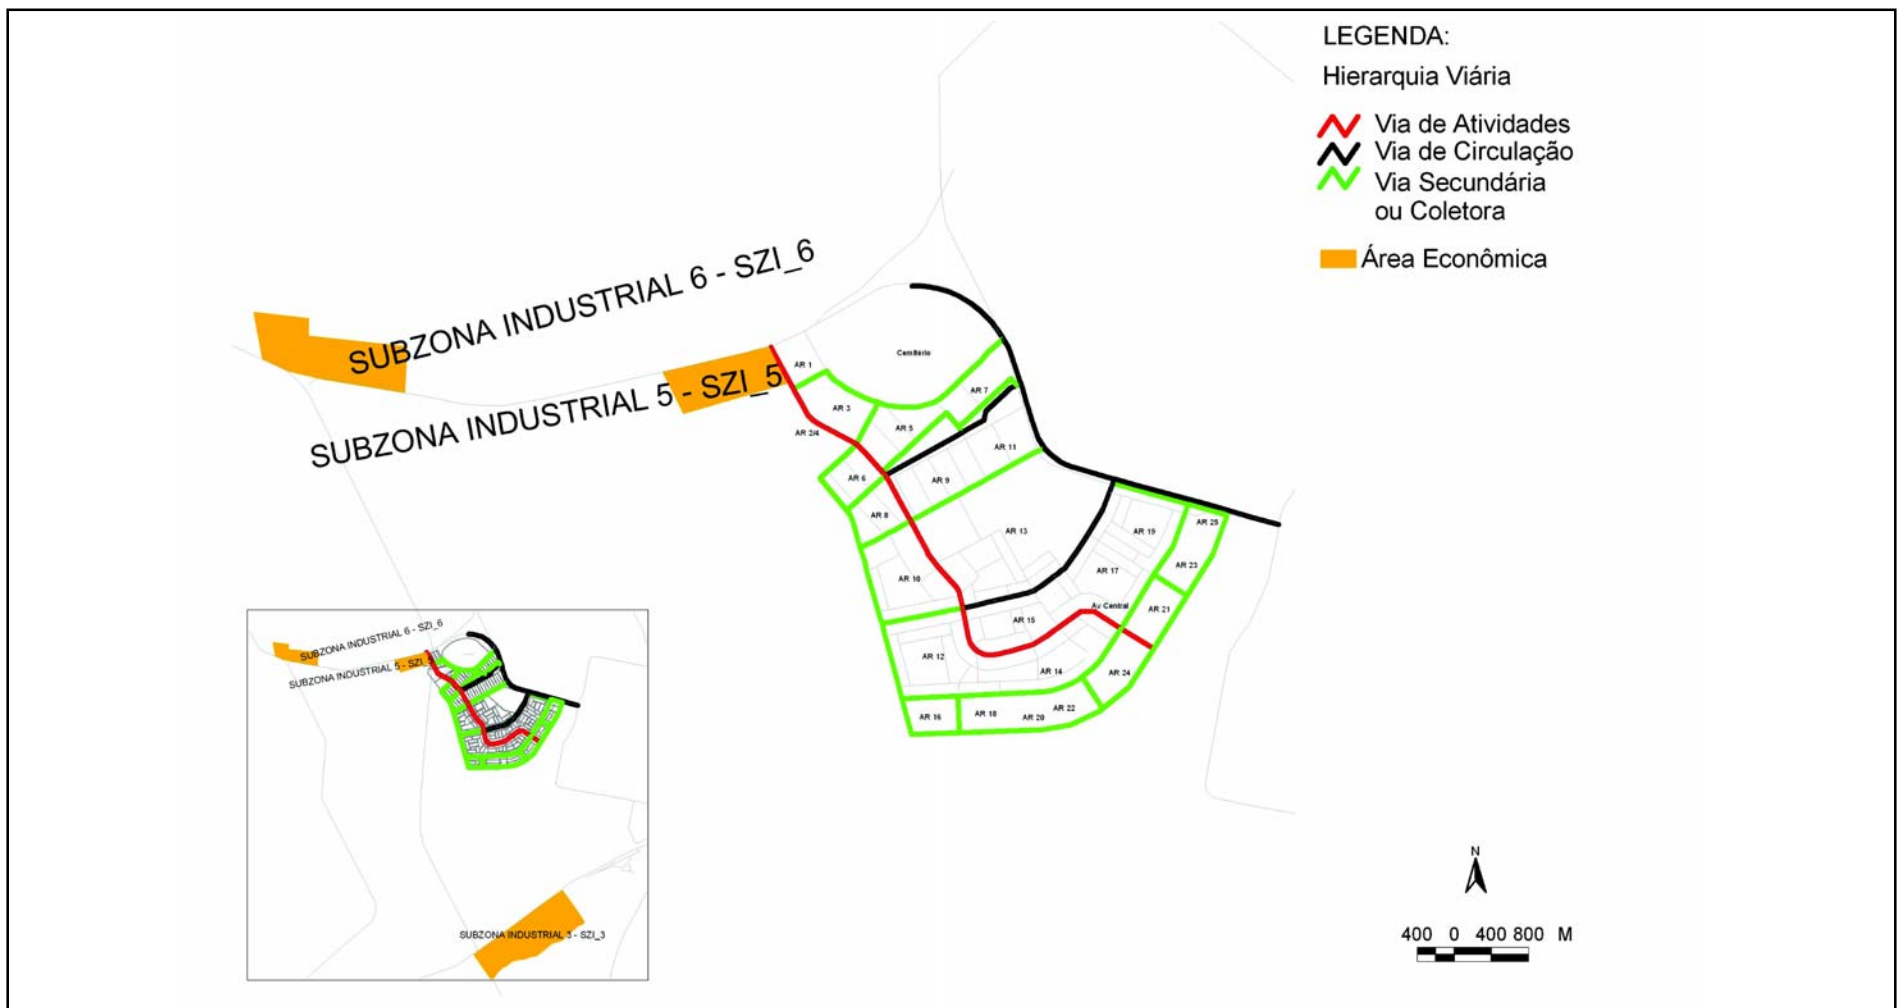 LEGENDA:
Hierarquia Viária
Via de Atividades
Via de Circulação
Via Secundária
ou Coletora
Área Econômica
SUBZONA INDUSTRIAL 6 - SZI_6
SUBZONA INDUSTRIAL 5 - SZI_5
AR 1
Cemitério
AR 7
AR 3
AR 5
AR 2/4
AR 11
AR 6
AR 9
AR 8
AR 25
AR 13
AR 19
AR 23
AR 17
AR 10
Av Central
AR 21
AR 15
AR 12
AR 14
AR 24
AR 22
AR 18
AR 20
AR 16
SUBZONA INDUSTRIAL 6 - SZI_6
SUBZONA INDUSTRIAL 5 - SZI_5
SUBZONA INDUSTRIAL 3 - SZI_3
N
400 0 400 800 M